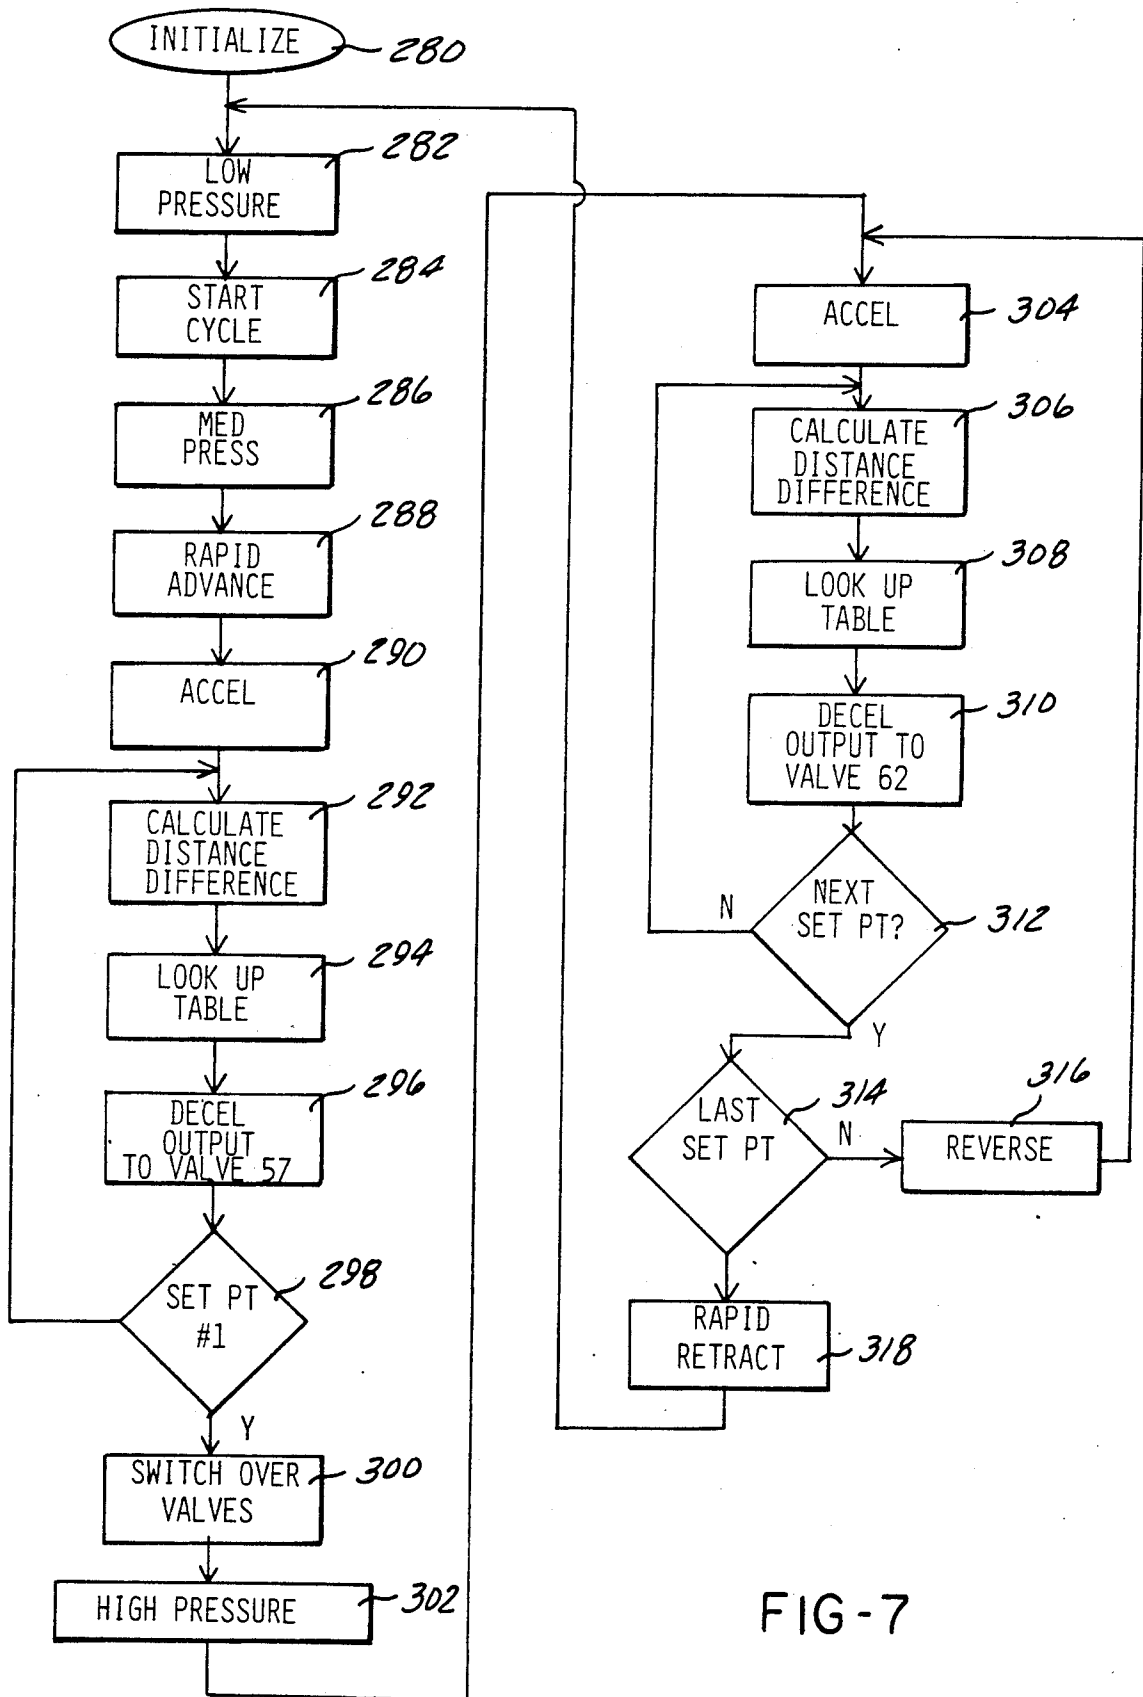 INITIALIZE
280
LOW
PRESSURE
282
START
CYCLE
284
MED
PRESS
286
RAPID
ADVANCE
288
ACCEL
290
CALCULATE
DISTANCE
DIFFERENCE
292
LOOK UP
TABLE
294
DECEL
OUTPUT
TO VALVE 57
296
SET PT
#1
298
Y
SWITCH OVER
VALVES
300
HIGH PRESSURE
302
ACCEL
304
CALCULATE
DISTANCE
DIFFERENCE
306
LOOK UP
TABLE
308
DECEL
OUTPUT TO
VALVE 62
310
NEXT
SET PT?
312
N
Y
LAST
SET PT
314
N
REVERSE
316
RAPID
RETRACT
318
FIG-7